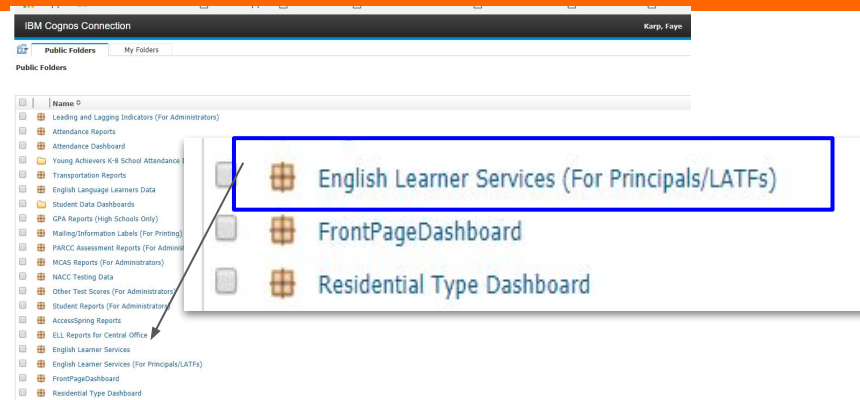 IBM Cognos Connection
Karp, Faye
Public Folders
My Folders
Public Folders
Name
Leading and Lagging Indicators (For Administrators)
Attendance Reports
Attendance Dashboard
Young Achievers K-8 School Attendance
Transportation Reports
English Language Learners Data
Student Data Dashboards
GPA Reports (High Schools Only)
Mailing/Information Labels (For Printing)
PARCC Assessment Reports (For Adminis
MCAS Reports (For Administrators)
NACC Testing Data
Other Test Scores (For Administrators)
Student Reports (For Administrators)
AccessSpring Reports
ELL Reports for Central Office
English Learner Services
English Learner Services (For Principals/LATFs)
FrontPageDashboard
Residential Type Dashboard
English Learner Services (For Principals/LATFs)
FrontPageDashboard
Residential Type Dashboard